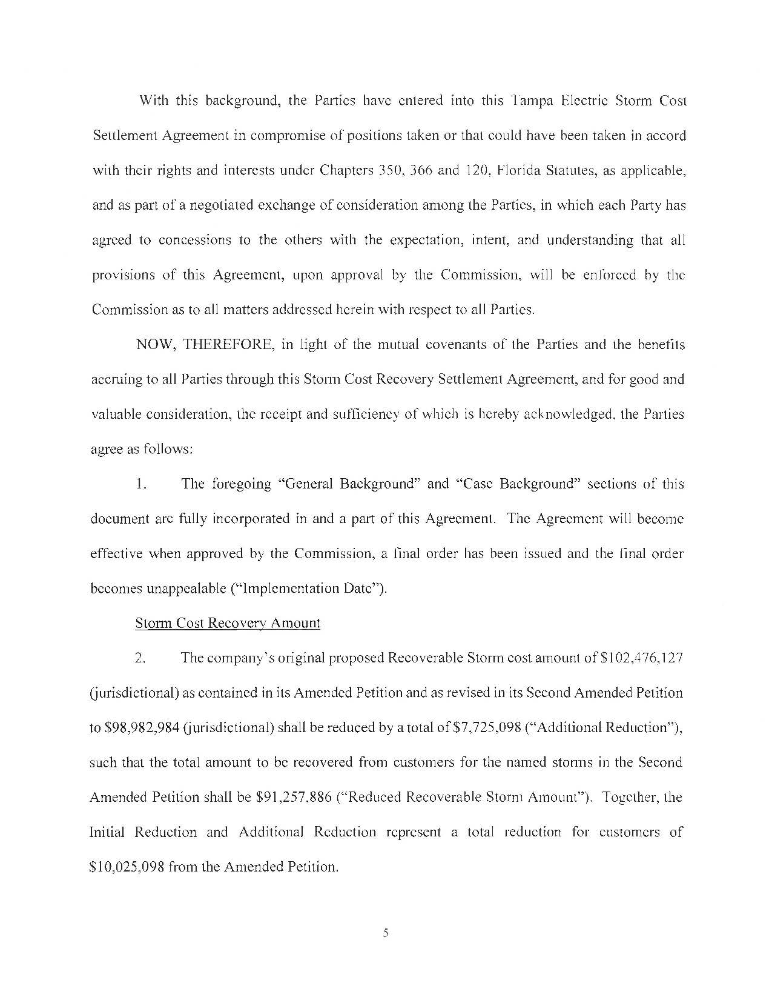 With this background, the Parties have entered into this Tampa Electric Storm Cost
Settlement Agreement in compromise of positions taken or that could have been taken in accord
with their rights and interests under Chapters 350, 366 and 120, Florida Statutes, as applicable,
and as part of a negotiated exchange of consideration among the Parties, in which each Party has
agreed to concessions to the others with the expectation, intent, and understanding that all
provisions of this Agreement, upon approval by the Commission, will be enforced by the
Commission as to all matters addressed herein with respect to all Parties.
NOW, THEREFORE, in light of the mutual covenants of the Parties and the benefits
accruing to all Parties through this Storm Cost Recovery Settlement Agreement, and for good and
valuable consideration, the receipt and sufficiency of which is hereby acknowledged, the Parties
agree as follows:
1. The foregoing “General Background” and “Case Background” sections of this
document are fully incorporated in and a part of this Agreement. The Agreement will become
effective when approved by the Commission, a final order has been issued and the final order
becomes unappealable (“Implementation Date”).
Storm Cost Recovery Amount
2. The company’s original proposed Recoverable Storm cost amount of $102,476,127
(jurisdictional) as contained in its Amended Petition and as revised in its Second Amended Petition
to $98,982,984 (jurisdictional) shall be reduced by a total of $7,725,098 (“Additional Reduction”),
such that the total amount to be recovered from customers for the named storms in the Second
Amended Petition shall be $91,257,886 (“Reduced Recoverable Storm Amount”). Together, the
Initial Reduction and Additional Reduction represent a total reduction for customers of
$10,025,098 from the Amended Petition.
5